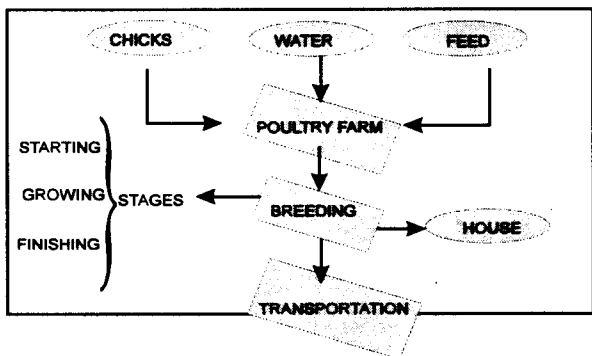 CHICKS
WATER
FEED
POULTRY FARM
STARTING
GROWING
FINISHING
STAGES
BREEDING
HOUSE
TRANSPORTATION